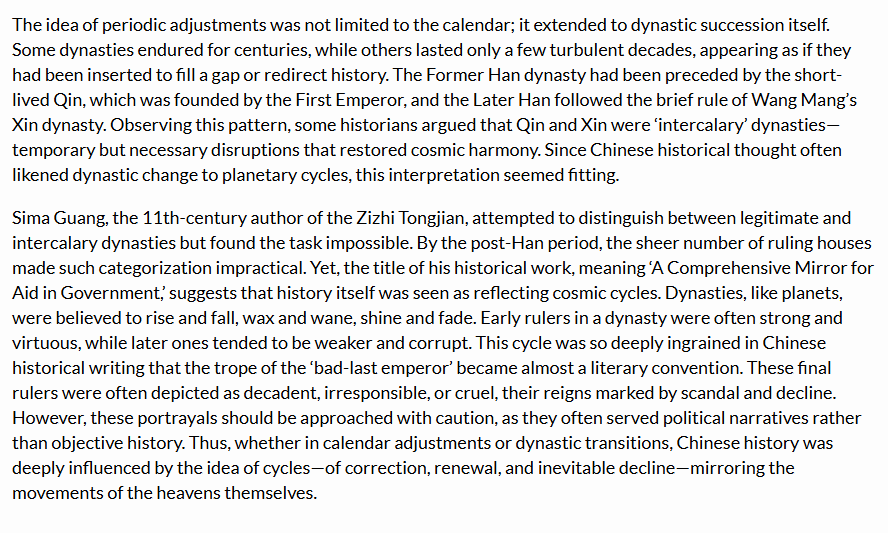 The idea of periodic adjustments was not limited to the calendar; it extended to dynastic succession itself.
Some dynasties endured for centuries, while others lasted only a few turbulent decades, appearing as if they
had been inserted to fill a gap or redirect history. The Former Han dynasty had been preceded by the short-
lived Qin, which was founded by the First Emperor, and the Later Han followed the brief rule of Wang Mang’s
Xin dynasty. Observing this pattern, some historians argued that Qin and Xin were ‘intercalary’ dynasties—
temporary but necessary disruptions that restored cosmic harmony. Since Chinese historical thought often
likened dynastic change to planetary cycles, this interpretation seemed fitting.
Sima Guang, the 11th-century author of the Zizhi Tongjian, attempted to distinguish between legitimate and
intercalary dynasties but found the task impossible. By the post-Han period, the sheer number of ruling houses
made such categorization impractical. Yet, the title of his historical work, meaning ‘A Comprehensive Mirror for
Aid in Government,’ suggests that history itself was seen as reflecting cosmic cycles. Dynasties, like planets,
were believed to rise and fall, wax and wane, shine and fade. Early rulers in a dynasty were often strong and
virtuous, while later ones tended to be weaker and corrupt. This cycle was so deeply ingrained in Chinese
historical writing that the trope of the ‘bad-last emperor’ became almost a literary convention. These final
rulers were often depicted as decadent, irresponsible, or cruel, their reigns marked by scandal and decline.
However, these portrayals should be approached with caution, as they often served political narratives rather
than objective history. Thus, whether in calendar adjustments or dynastic transitions, Chinese history was
deeply influenced by the idea of cycles—of correction, renewal, and inevitable decline—mirroring the
movements of the heavens themselves.